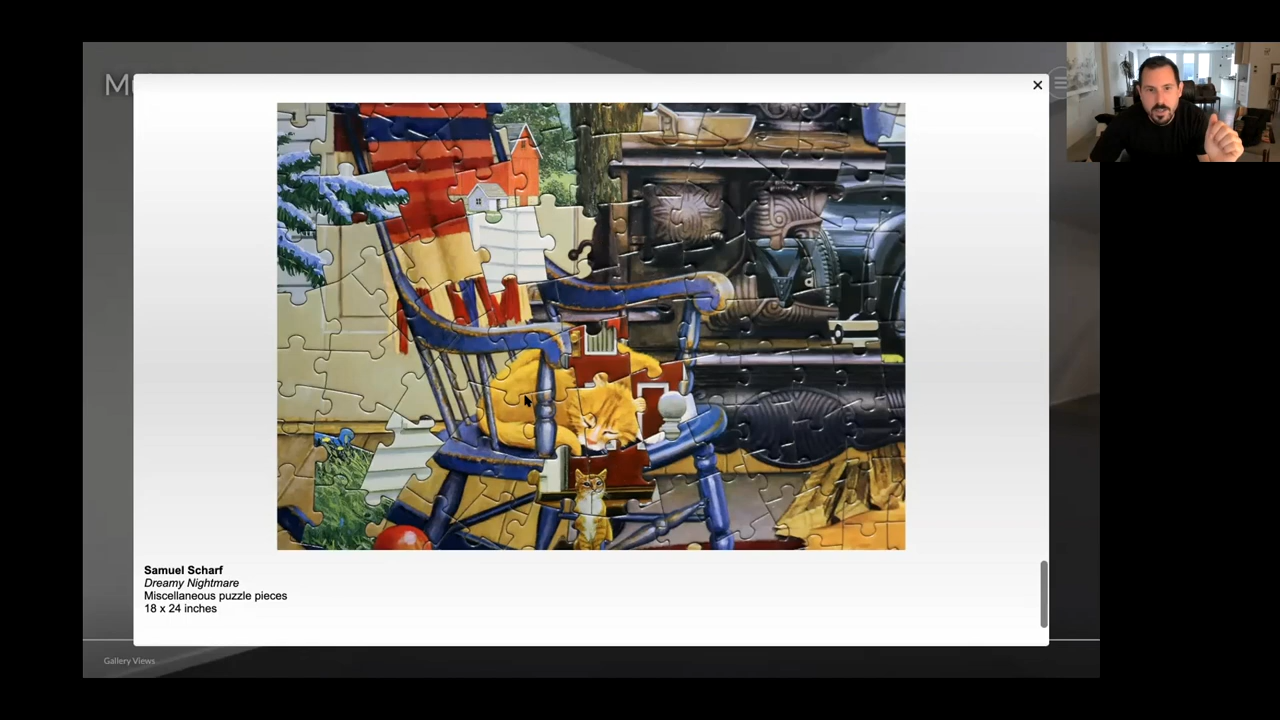 Samuel Scharf
Dreamy Nightmare
Miscellaneous puzzle pieces
18 x 24 inches
Gallery Views